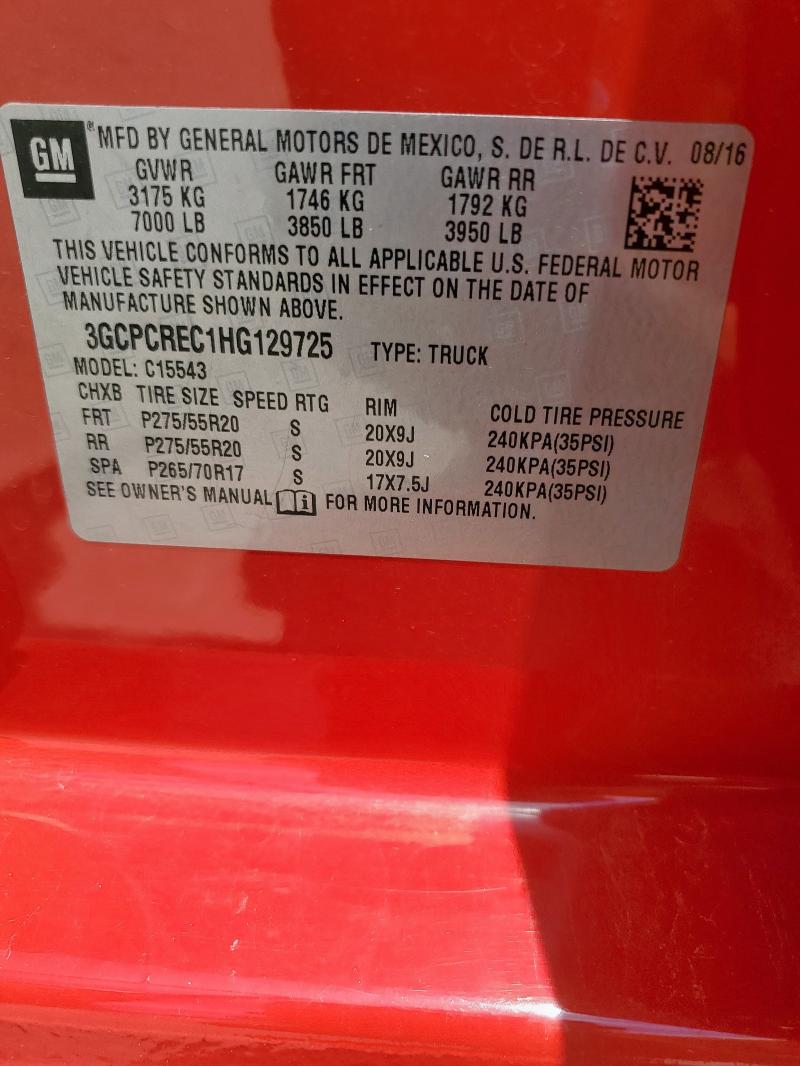 GM ® MFD BY GENERAL MOTORS DE MEXICO, S. DE R.L. DE C.V. 08/16
GVWR GAWR FRT GAWR RR
3175 KG 1746 KG 1792 KG
7000 LB 3850 LB 3950 LB
THIS VEHICLE CONFORMS TO ALL APPLICABLE U.S. FEDERAL MOTOR
VEHICLE SAFETY STANDARDS IN EFFECT ON THE DATE OF
MANUFACTURE SHOWN ABOVE.
3GCPCREC1HG129725 TYPE: TRUCK
MODEL: C15543
CHXB TIRE SIZE SPEED RTG RIM COLD TIRE PRESSURE
FRT P275/55R20 S 20X9J 240KPA(35PSI)
RR P275/55R20 S 20X9J 240KPA(35PSI)
SPA P265/70R17 S 17X7.5J 240KPA(35PSI)
SEE OWNER'S MANUAL i FOR MORE INFORMATION.